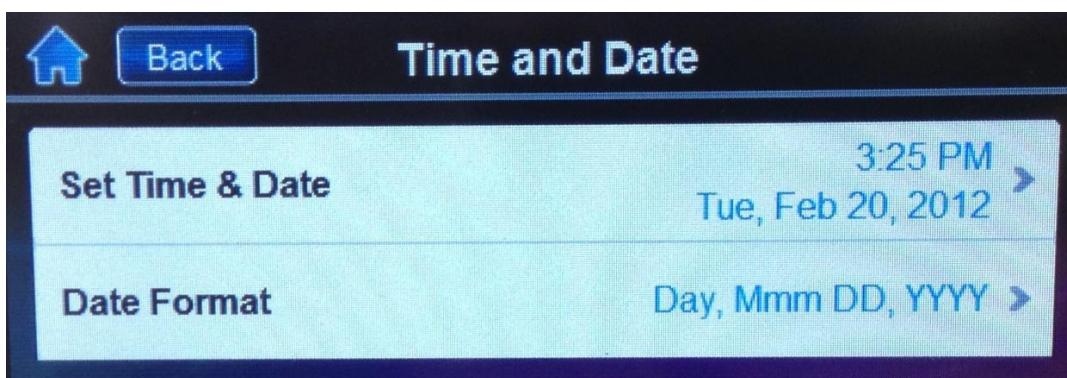 Back
Time and Date
Set Time & Date
3:25 PM
Tue, Feb 20, 2012
Date Format
Day, Mmm DD, YYYY